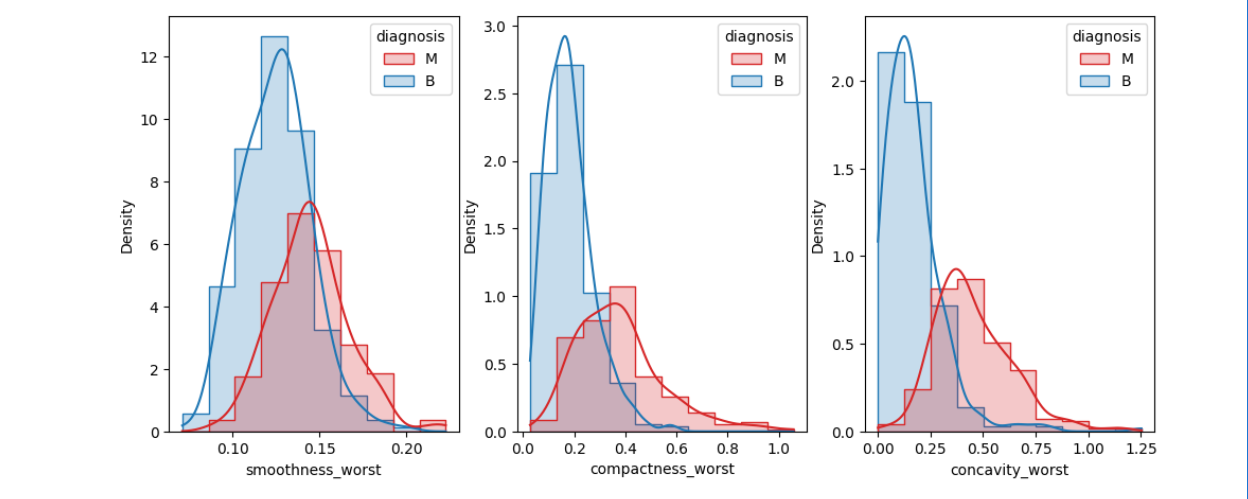 diagnosis
M
B
12
10
8
6
4
2
0
Density
0.10 0.15 0.20
smoothness_worst
diagnosis
M
B
3.0
2.5
2.0
1.5
1.0
0.5
0.0
Density
0.0 0.2 0.4 0.6 0.8 1.0
compactness_worst
diagnosis
M
B
2.0
1.5
1.0
0.5
0.0
Density
0.00 0.25 0.50 0.75 1.00 1.25
concavity_worst